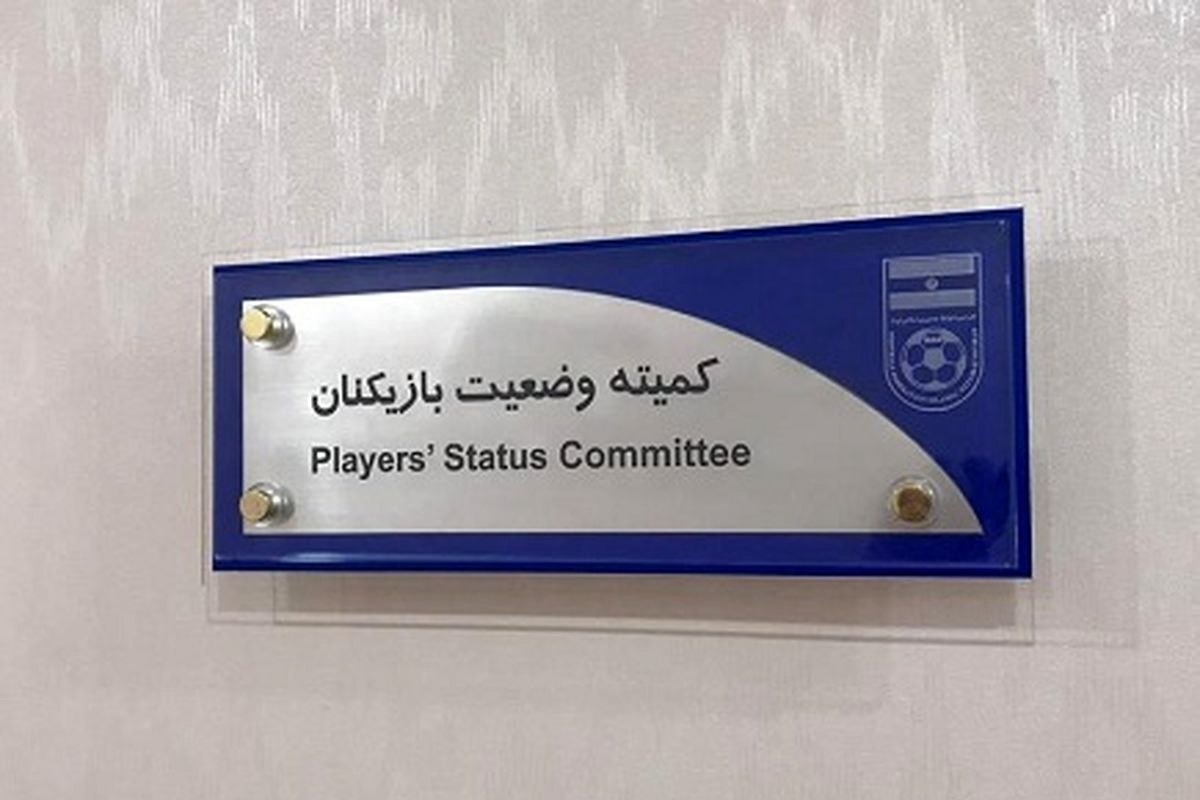 کمیته وضعیت بازیکنان
Players’ Status Committee